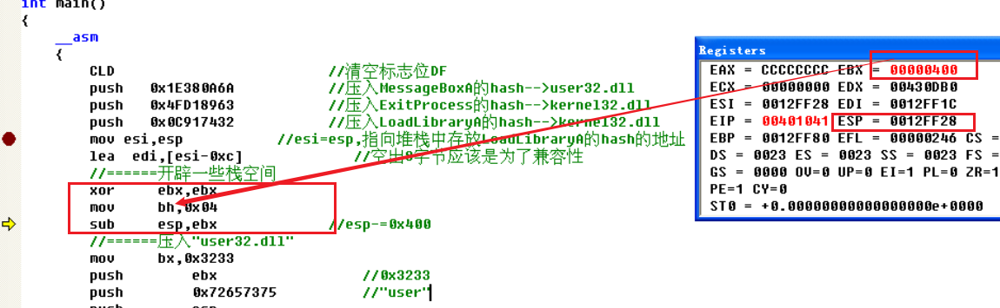 int main()
{
__asm
{
CLD //清空标志位DF
push 0x1E380A6A //压入MessageBoxA的hash-->user32.dll
push 0x4FD18963 //压入ExitProcess的hash-->kernel32.dll
push 0x0C917432 //压入LoadLibraryA的hash-->kernel32.dll
mov esi,esp //esi=esp,指向堆栈中存放LoadLibraryA的hash的地址
lea edi,[esi-0xc] //空出8字节应该是为了兼容性
//======开辟一些栈空间
xor ebx,ebx
mov bh,0x04
sub esp,ebx //esp-=0x400
//======压入"user32.dll"
mov bx,0x3233
push ebx //0x3233
push 0x72657375 //"user"
push esp
Registers
EAX = CCCCCCCC EBX = 00000400
ECX = 00000000 EDX = 00430DB0
ESI = 0012FF28 EDI = 0012FF1C
EIP = 00401041 ESP = 0012FF28
EBP = 0012FF80 EFL = 00000246 CS =
DS = 0023 ES = 0023 SS = 0023 FS =
GS = 0000 OV=0 UP=0 EI=1 PL=0 ZR=1
PE=1 CY=0
ST0 = +0.00000000000000000e+0000